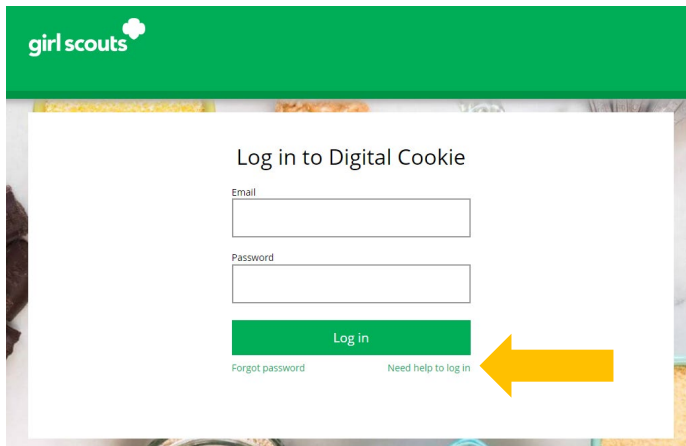 girl scouts
Log in to Digital Cookie
Email
Password
Log in
Forgot password Need help to log in